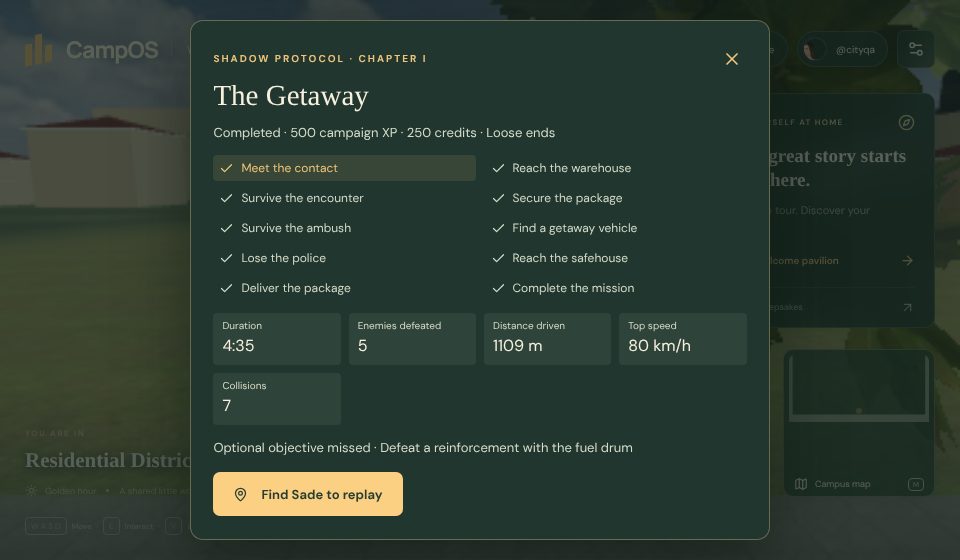 CampOS
@cityqa
SHADOW PROTOCOL · CHAPTER I
The Getaway
Completed · 500 campaign XP · 250 credits · Loose ends
Meet the contact
Reach the warehouse
Survive the encounter
Secure the package
Survive the ambush
Find a getaway vehicle
Lose the police
Reach the safehouse
Deliver the package
Complete the mission
Duration
4:35
Enemies defeated
5
Distance driven
1109 m
Top speed
80 km/h
Collisions
7
Optional objective missed · Defeat a reinforcement with the fuel drum
Find Sade to replay
AT HOME
great story starts
here.
tour. Discover your
pavilion
Campus map
M
YOU ARE IN
Residential Distric
Golden hour • A shared little
W A S D Move
E Interact
V